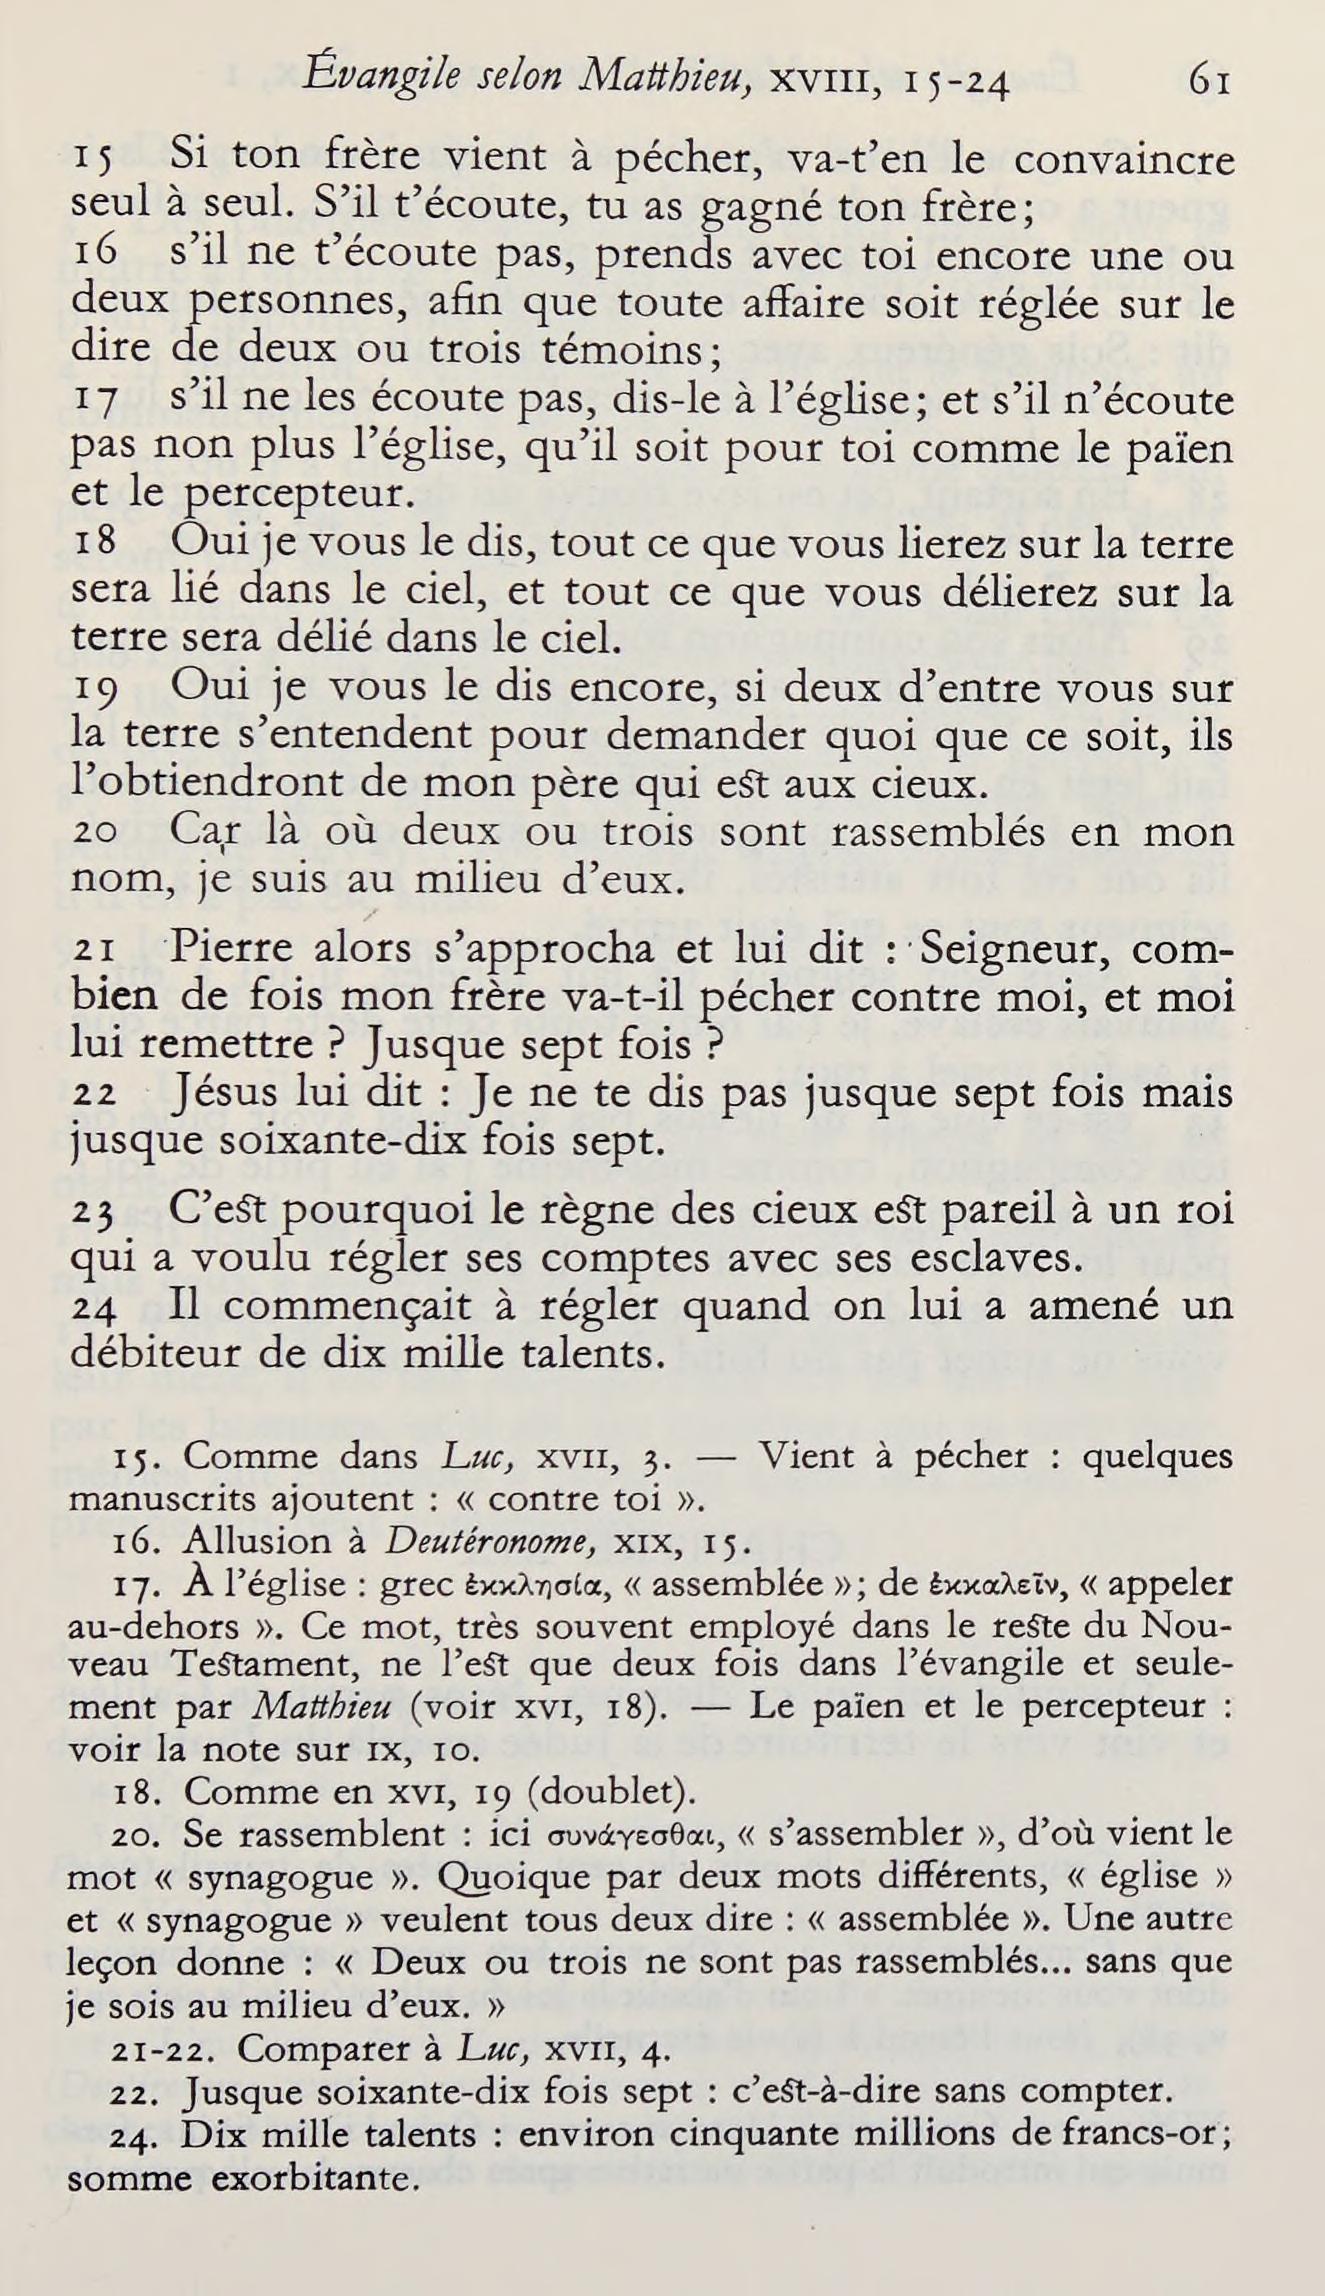 Évangile selon Matthieu, XVIII, 15-24 61
15 Si ton frère vient à pécher, va-t’en le convaincre
seul à seul. S’il t’écoute, tu as gagné ton frère;
16 s’il ne t’écoute pas, prends avec toi encore une ou
deux personnes, afin que toute affaire soit réglée sur le
dire de deux ou trois témoins;
17 s’il ne les écoute pas, dis-le à l’église; et s’il n’écoute
pas non plus l’église, qu’il soit pour toi comme le païen
et le percepteur.
18 Oui je vous le dis, tout ce que vous lierez sur la terre
sera lié dans le ciel, et tout ce que vous délierez sur la
terre sera délié dans le ciel.
19 Oui je vous le dis encore, si deux d’entre vous sur
la terre s’entendent pour demander quoi que ce soit, ils
l’obtiendront de mon père qui est aux cieux.
20 Car là où deux ou trois sont rassemblés en mon
nom, je suis au milieu d’eux.
21 Pierre alors s’approcha et lui dit : Seigneur, com-
bien de fois mon frère va-t-il pécher contre moi, et moi
lui remettre ? Jusque sept fois ?
22 Jésus lui dit : Je ne te dis pas jusque sept fois mais
jusque soixante-dix fois sept.
23 C’est pourquoi le règne des cieux est pareil à un roi
qui a voulu régler ses comptes avec ses esclaves.
24 Il commençait à régler quand on lui a amené un
débiteur de dix mille talents.
15. Comme dans Luc, XVII, 3. — Vient à pécher : quelques
manuscrits ajoutent : « contre toi ».
16. Allusion à Deutéronome, XIX, 15.
17. À l’église : grec ἐκκλησία, « assemblée »; de ἐκκαλεῖν, « appeler
au-dehors ». Ce mot, très souvent employé dans le reste du Nou-
veau Testament, ne l’est que deux fois dans l’évangile et seule-
ment par Matthieu (voir XVI, 18). — Le païen et le percepteur :
voir la note sur IX, 10.
18. Comme en XVI, 19 (doublet).
20. Se rassemblent : ici συνάγεσθαι, « s’assembler », d’où vient le
mot « synagogue ». Quoique par deux mots différents, « église »
et « synagogue » veulent tous deux dire : « assemblée ». Une autre
leçon donne : « Deux ou trois ne sont pas rassemblés... sans que
je sois au milieu d’eux. »
21-22. Comparer à Luc, XVII, 4.
22. Jusque soixante-dix fois sept : c’est-à-dire sans compter.
24. Dix mille talents : environ cinquante millions de francs-or;
somme exorbitante.